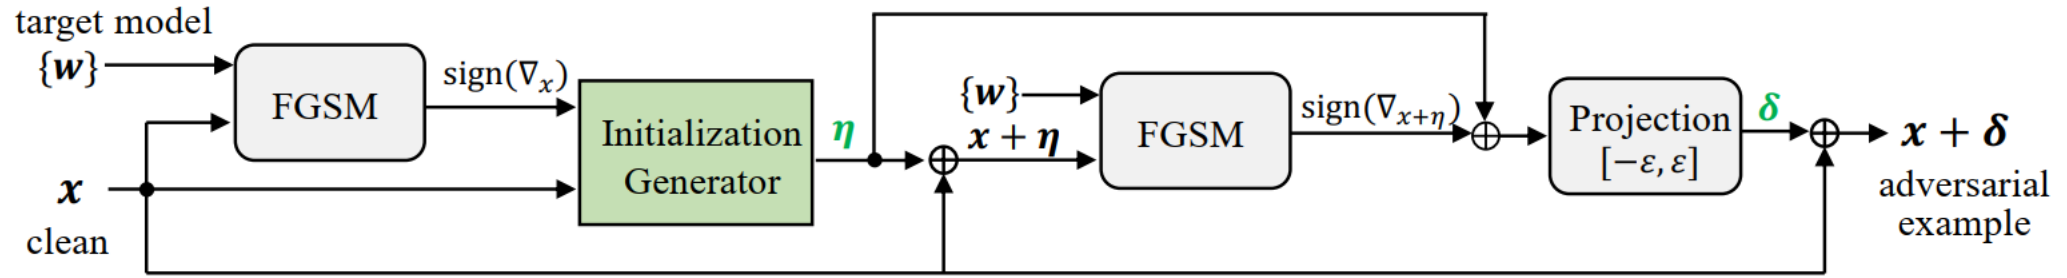 target model
{w}
FGSM
sign(∇x)
x
clean
Initialization
Generator
η
{w}
x + η
FGSM
sign(∇x+η)
Projection
[−ε, ε]
δ
x + δ
adversarial
example